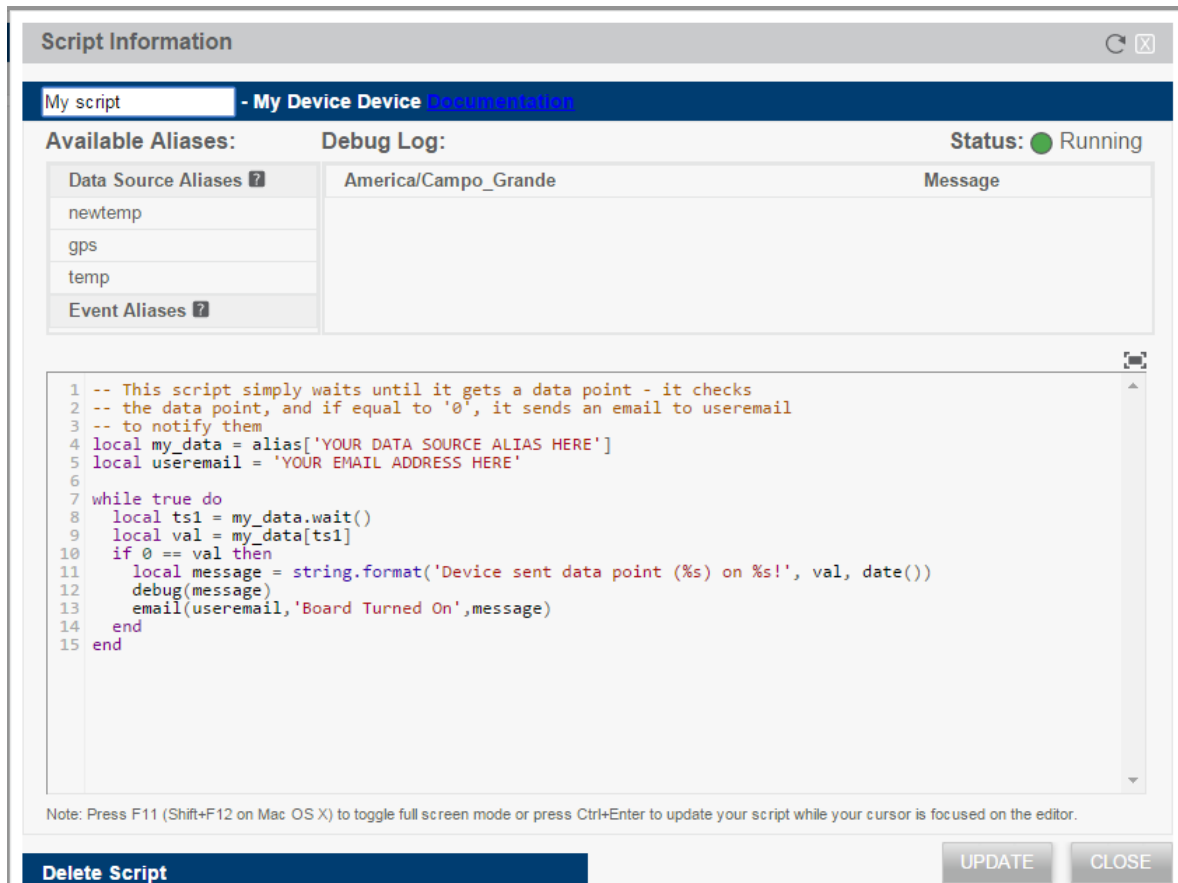 Script Information
My script - My Device Device Documentation
Available Aliases: Debug Log: Status: Running
Data Source Aliases ? America/Campo_Grande Message
newtemp
gps
temp
Event Aliases ?
1 -- This script simply waits until it gets a data point - it checks
2 -- the data point, and if equal to '0', it sends an email to useremail
3 -- to notify them
4 local my_data = alias['YOUR DATA SOURCE ALIAS HERE']
5 local useremail = 'YOUR EMAIL ADDRESS HERE'
6
7 while true do
8   local ts1 = my_data.wait()
9   local val = my_data[ts1]
10   if 0 == val then
11     local message = string.format('Device sent data point (%s) on %s!', val, date())
12     debug(message)
13     email(useremail,'Board Turned On',message)
14   end
15 end
Note: Press F11 (Shift+F12 on Mac OS X) to toggle full screen mode or press Ctrl+Enter to update your script while your cursor is focused on the editor.
Delete Script UPDATE CLOSE